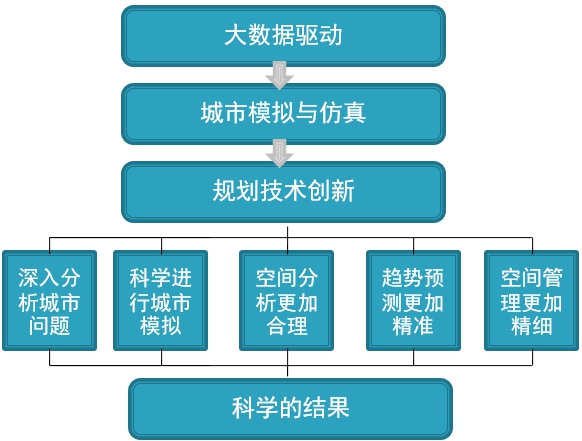 大数据驱动
城市模拟与仿真
规划技术创新
深入分
析城市
问题
科学进
行城市
模拟
空间分
析更加
合理
趋势预
测更加
精准
空间管
理更加
精细
科学的结果